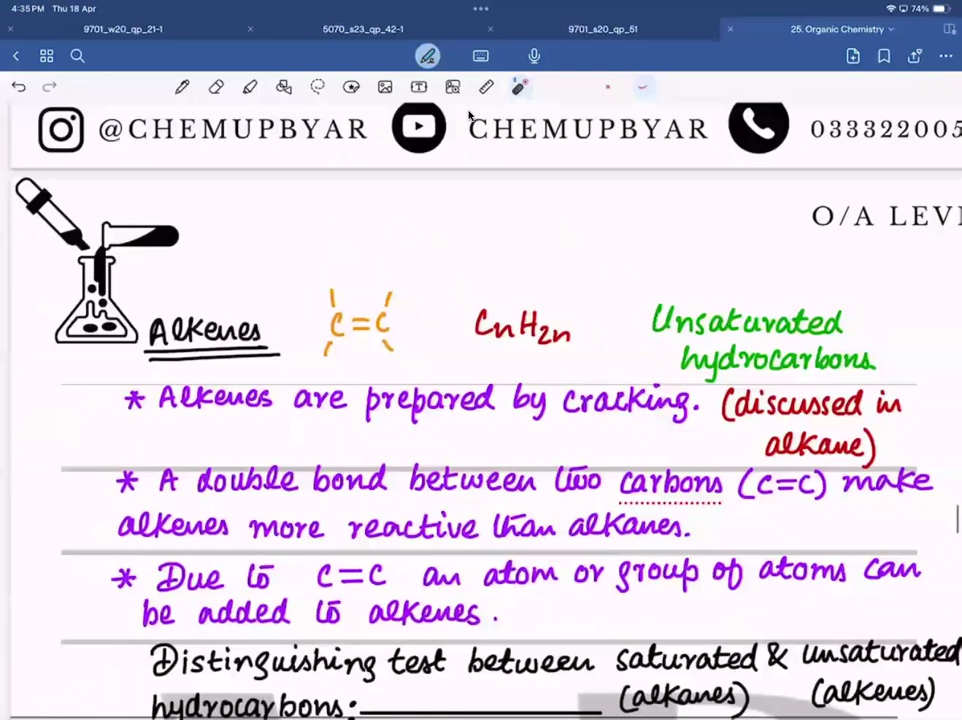 4:35 PM Thu 18 Apr
74%
9701_w20_qp_21-1
5070_s23_qp_42-1
9701_s20_qp_51
25. Organic Chemistry
@CHEMUPBYAR
CHEMUPBYAR
033322005
O/A LEV
Alkenes
C=C
CnH2n
Unsaturated
hydrocarbons
* Alkenes are prepared by cracking. (discussed in
alkane)
* A double bond between two carbons (C=C) make
alkenes more reactive than alkanes.
* Due to C=C an atom or group of atoms can
be added to alkenes.
Distinguishing test between saturated & unsaturated
hydrocarbons: (alkanes) (alkenes)